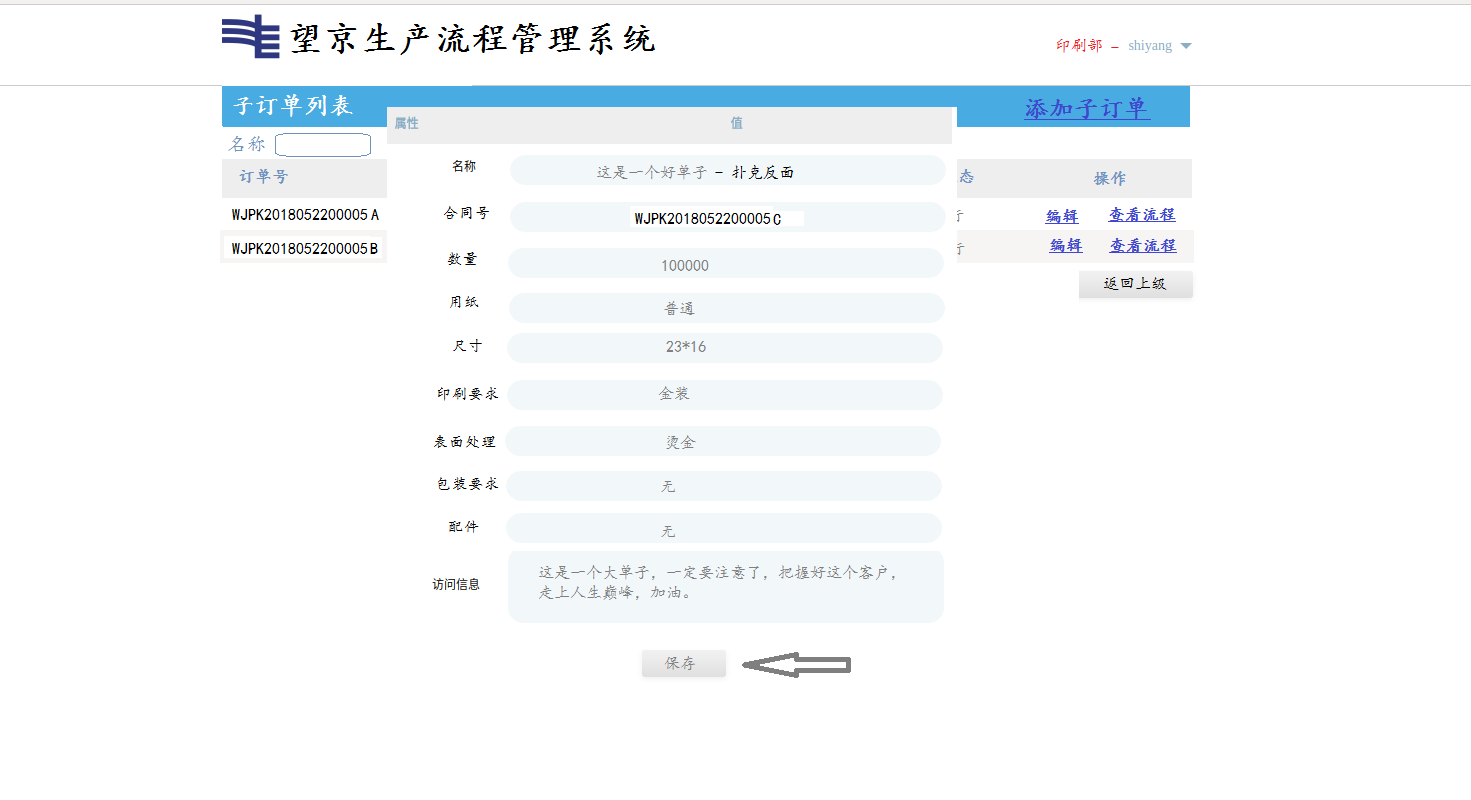 望京生产流程管理系统
印刷部 – shiyang
子订单列表
添加子订单
属性 值
名称
订单号
态 操作
名称 这是一个好单子 - 扑克反面
合同号 WJPK2018052200005C
WJPK2018052200005A
编辑 查看流程
WJPK2018052200005B
编辑 查看流程
数量 100000
返回上级
用纸 普通
尺寸 23*16
印刷要求 金装
表面处理 烫金
包装要求 无
配件 无
访问信息
这是一个大单子，一定要注意了，把握好这个客户，
走上人生巅峰，加油。
保存